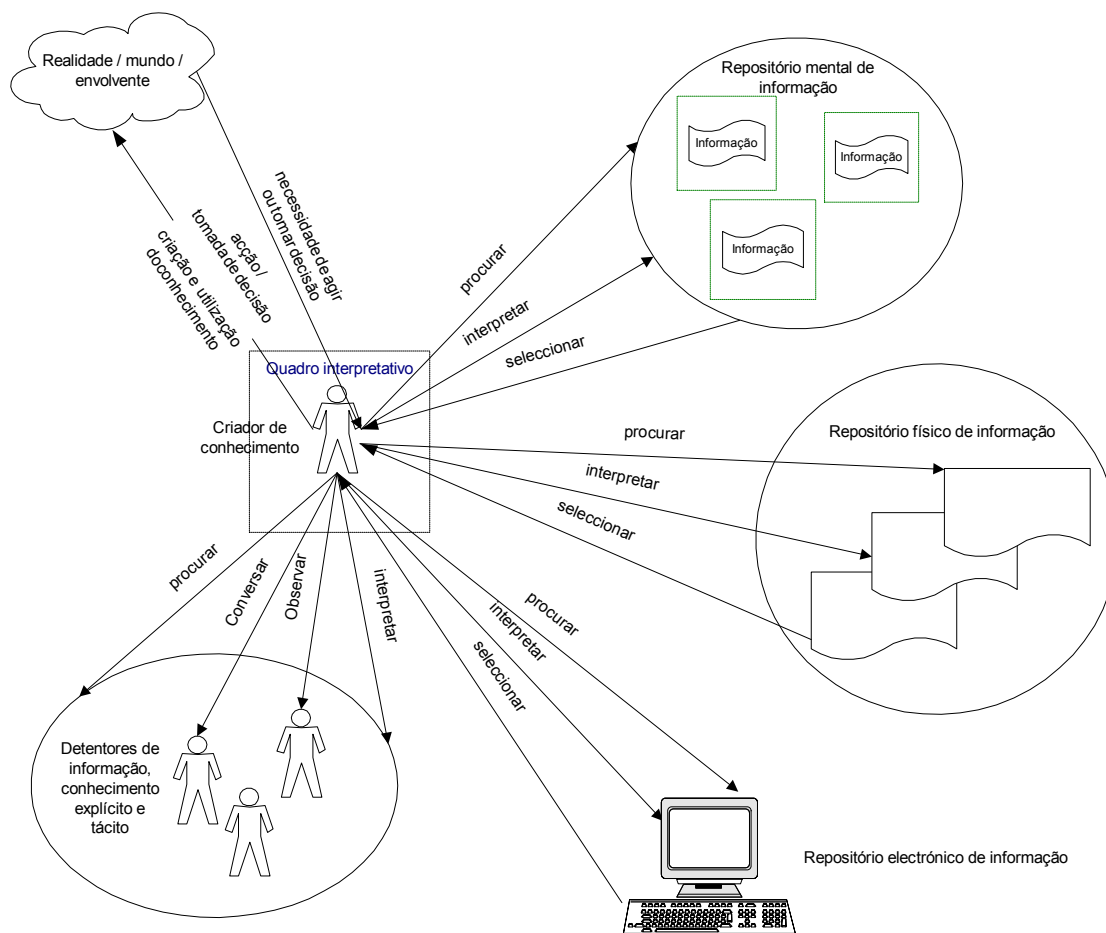 Realidade / mundo /
envolvente
Repositório mental de
informação
Informação
Informação
Informação
necessidade de agir
ou tomar decisão
acção /
tomada de decisão
criação e utilização
doconhecimento
procurar
interpretar
seleccionar
Quadro interpretativo
Criador de
conhecimento
procurar
interpretar
seleccionar
Repositório físico de informação
procurar
Conversar
Observar
interpretar
procurar
interpretar
seleccionar
Detentores de
informação,
conhecimento
explícito e
tácito
Repositório electrónico de informação